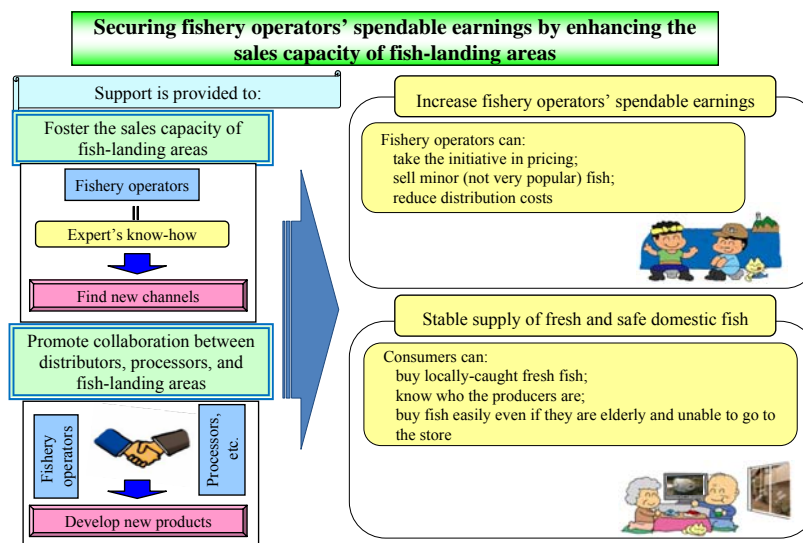 Securing fishery operators’ spendable earnings by enhancing the
sales capacity of fish-landing areas
Support is provided to:
Foster the sales capacity of
fish-landing areas
Fishery operators
Expert’s know-how
Find new channels
Promote collaboration between
distributors, processors, and
fish-landing areas
Fishery
operators
Processors,
etc.
Develop new products
Increase fishery operators’ spendable earnings
Fishery operators can:
take the initiative in pricing;
sell minor (not very popular) fish;
reduce distribution costs
Stable supply of fresh and safe domestic fish
Consumers can:
buy locally-caught fresh fish;
know who the producers are;
buy fish easily even if they are elderly and unable to go to
the store